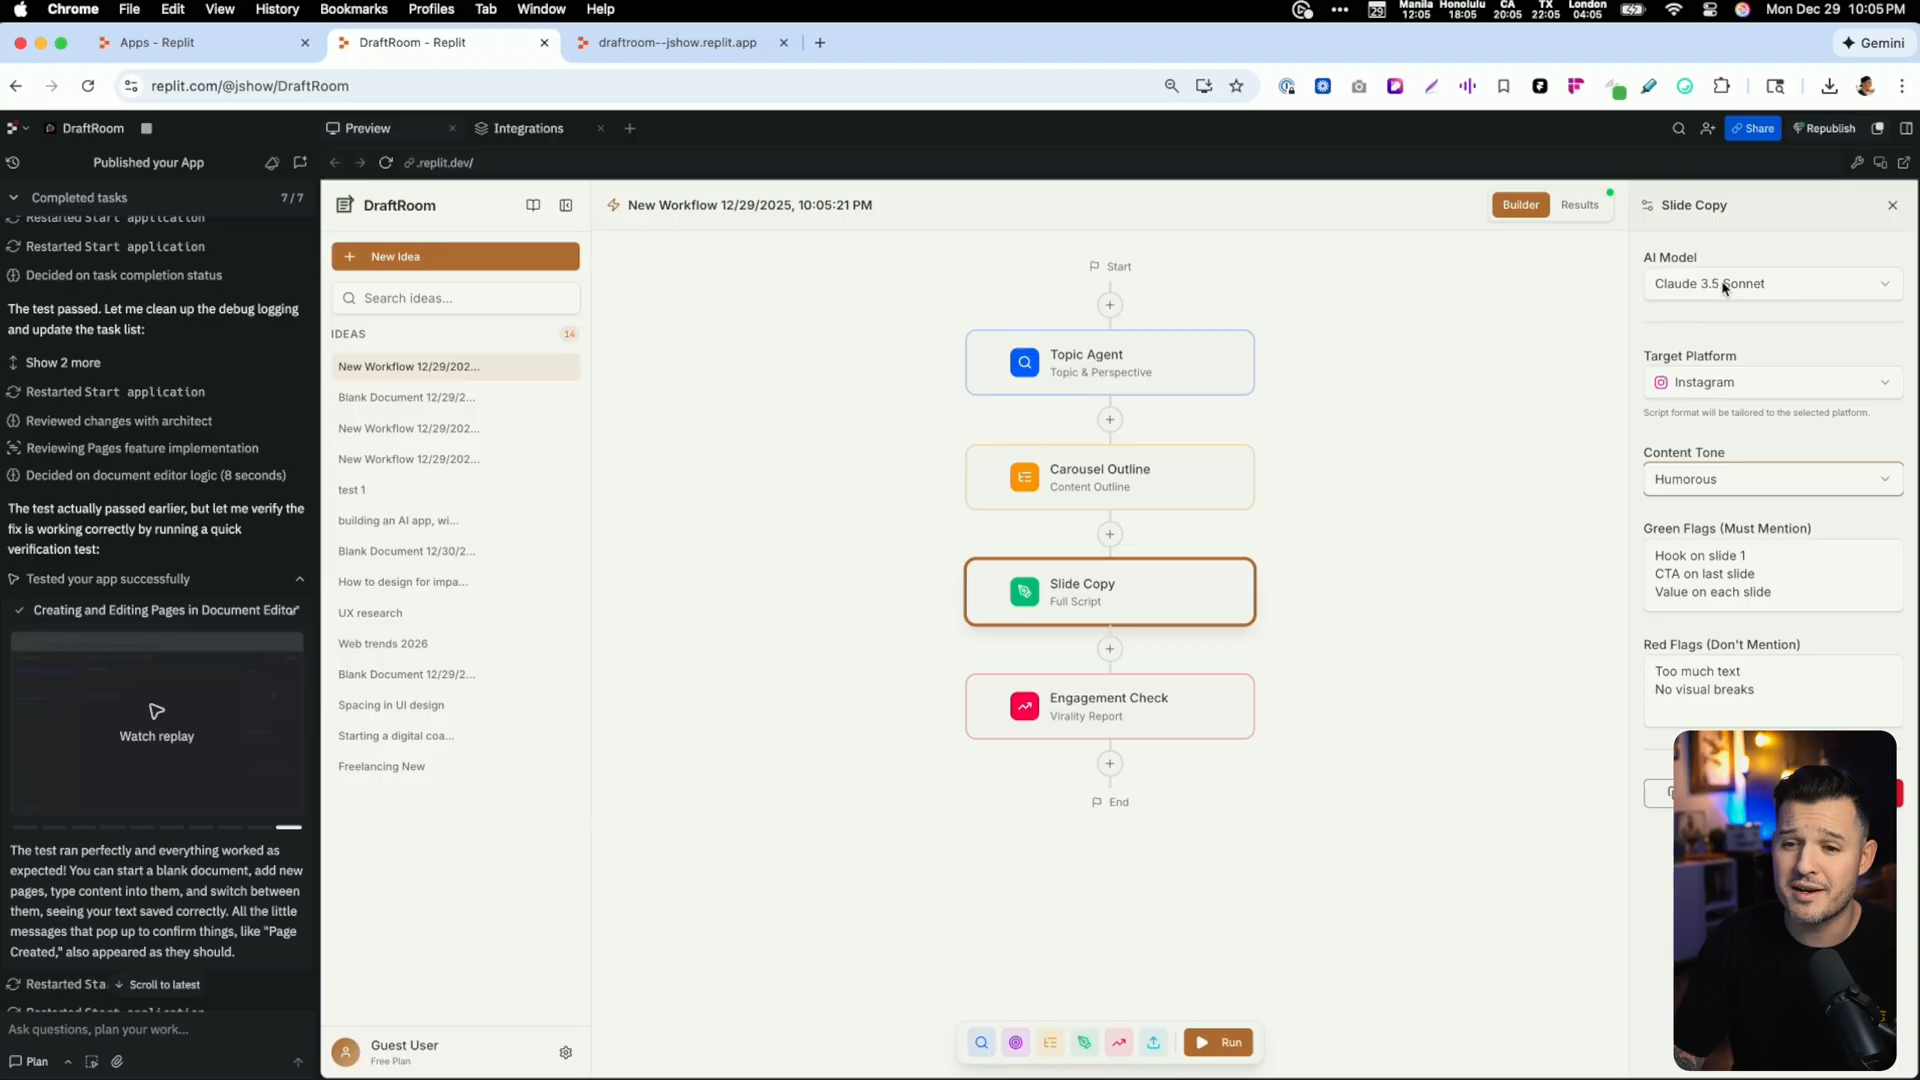 Chrome File Edit View History Bookmarks Profiles Tab Window Help
29
Manila 12:05
Honolulu 18:05
CA 20:05
TX 22:05
London 04:05
Mon Dec 29 10:05 PM
Apps - Replit
DraftRoom - Replit
draftroom--jshow.replit.app
Gemini
replit.com/@jshow/DraftRoom
DraftRoom
Preview
Integrations
Share
Republish
Published your App
.replit.dev/
Completed tasks 7/7
Restarted Start application
Restarted Start application
Decided on task completion status
The test passed. Let me clean up the debug logging
and update the task list:
Show 2 more
Restarted Start application
Reviewed changes with architect
Reviewing Pages feature implementation
Decided on document editor logic (8 seconds)
The test actually passed earlier, but let me verify the
fix is working correctly by running a quick
verification test:
Tested your app successfully
Creating and Editing Pages in Document Editor
Watch replay
The test ran perfectly and everything worked as
expected! You can start a blank document, add new
pages, type content into them, and switch between
them, seeing your text saved correctly. All the little
messages that pop up to confirm things, like "Page
Created," also appeared as they should.
Restarted Sta
Scroll to latest
Ask questions, plan your work...
Plan
DraftRoom
New Idea
Search ideas...
IDEAS 14
New Workflow 12/29/202...
Blank Document 12/29/2...
New Workflow 12/29/202...
New Workflow 12/29/202...
test 1
building an AI app, wi...
Blank Document 12/30/2...
How to design for impa...
UX research
Web trends 2026
Blank Document 12/29/2...
Spacing in UI design
Starting a digital coa...
Freelancing New
Guest User
Free Plan
New Workflow 12/29/2025, 10:05:21 PM
Builder
Results
Start
Topic Agent
Topic & Perspective
Carousel Outline
Content Outline
Slide Copy
Full Script
Engagement Check
Virality Report
End
Run
Slide Copy
AI Model
Claude 3.5 Sonnet
Target Platform
Instagram
Script format will be tailored to the selected platform.
Content Tone
Humorous
Green Flags (Must Mention)
Hook on slide 1
CTA on last slide
Value on each slide
Red Flags (Don't Mention)
Too much text
No visual breaks